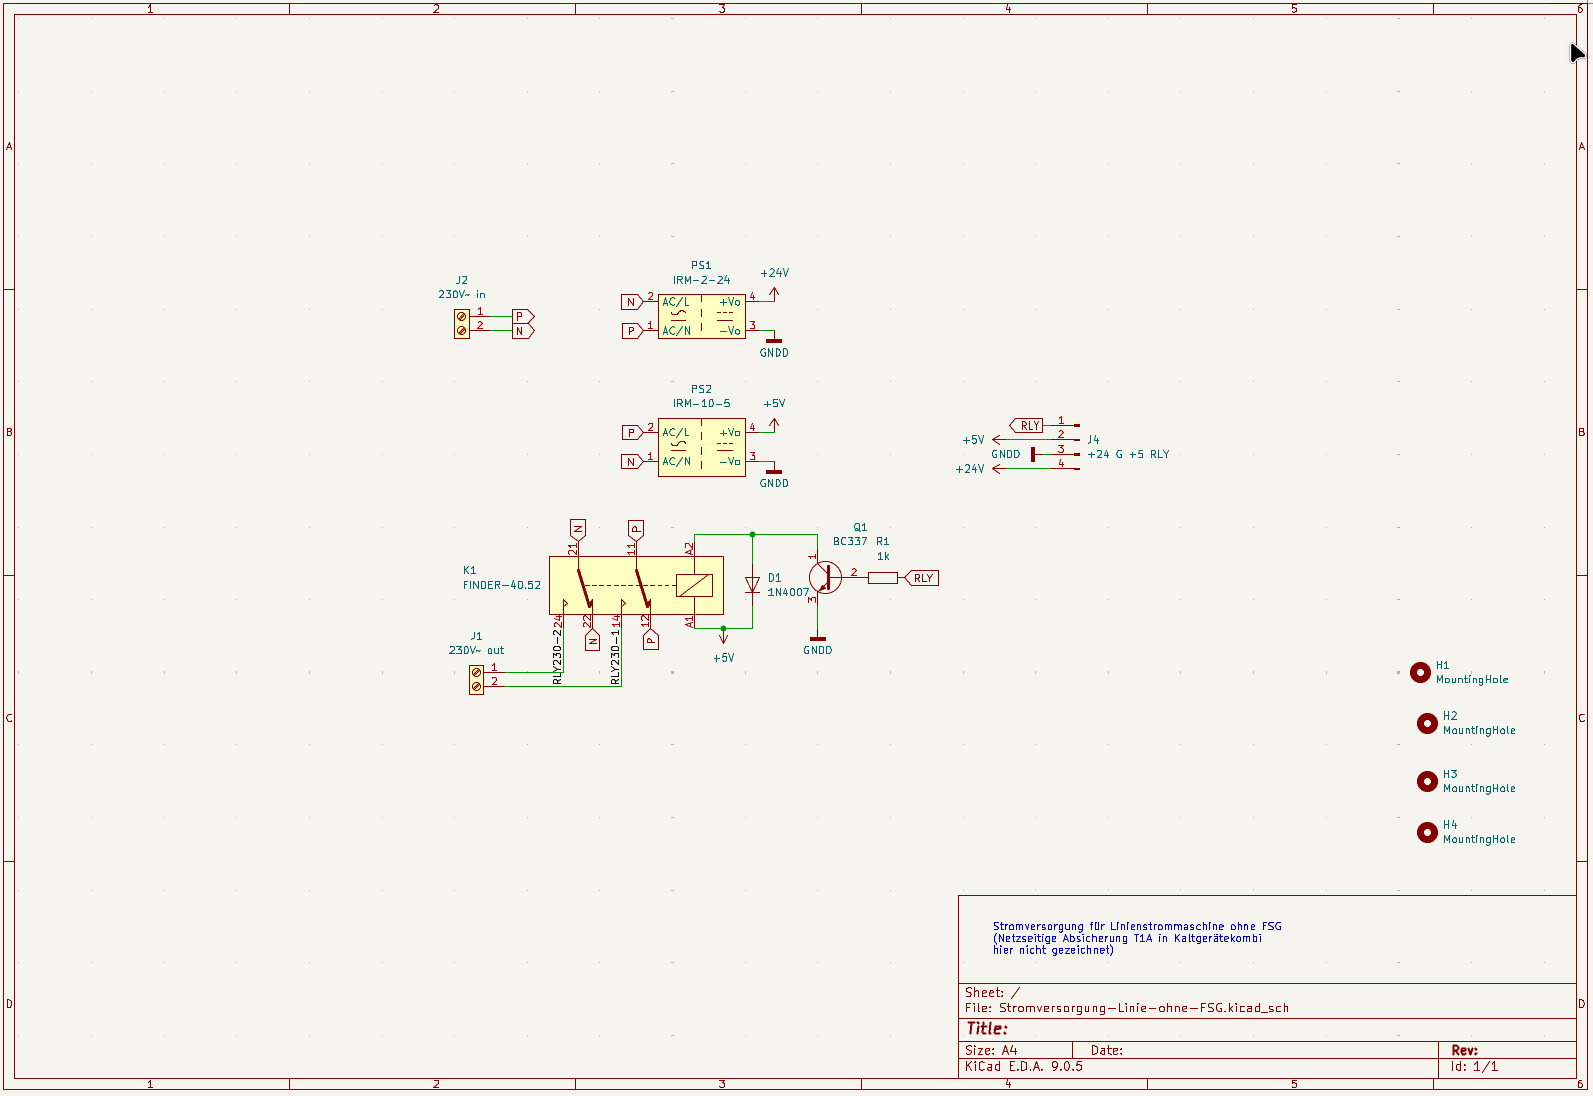 1 2 3 4 5 6
A A
B B
C C
D D
J2
230V~ in
1 P
2 N
PS1
IRM-2-24
+24V
N 2 AC/L +Vo 4
P 1 AC/N -Vo 3
GNDD
PS2
IRM-10-5
+5V
P 2 AC/L +Vo 4
N 1 AC/N -Vo 3
GNDD
RLY 1
+5V 2 J4
GNDD 3 +24 G +5 RLY
+24V 4
N P
21 11 A2
K1
FINDER-40.52
24 22 14 12 A1
N P
RLY230-2 RLY230-1
D1
1N4007
+5V
Q1
BC337 R1
1k
1
2 RLY
3
GNDD
J1
230V~ out
1
2
H1
MountingHole
H2
MountingHole
H3
MountingHole
H4
MountingHole
Stromversorgung für Linienstrommaschine ohne FSG
(Netzseitige Absicherung T1A in Kaltgerätekombi
hier nicht gezeichnet)
Sheet: /
File: Stromversorgung-Linie-ohne-FSG.kicad_sch
Title:
Size: A4 Date: Rev:
KiCad E.D.A. 9.0.5 Id: 1/1
1 2 3 4 5 6